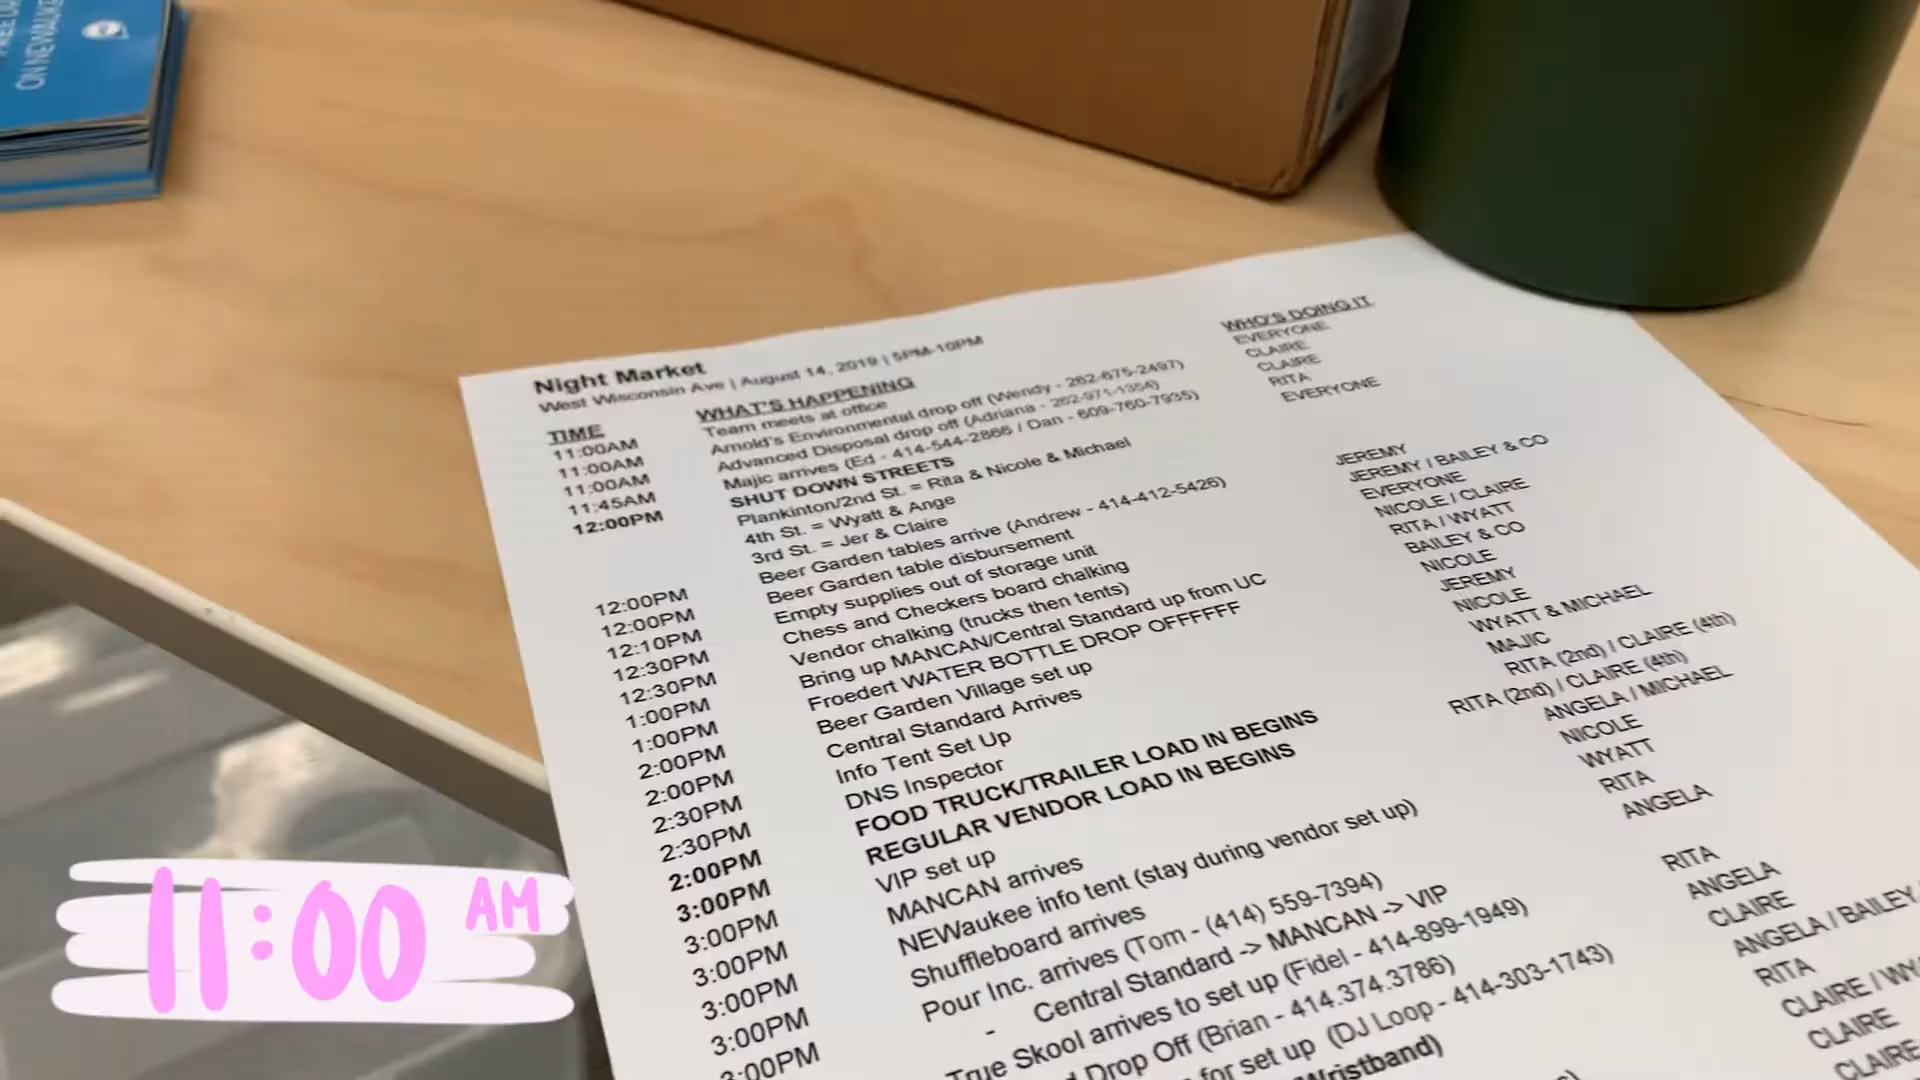 ON NEWAUKE
Night Market
West Wisconsin Ave | August 14, 2019 | 5PM-10PM
TIME WHAT'S HAPPENING WHO'S DOING IT
11:00AM Team meets at office EVERYONE
11:00AM Arnold's Environmental drop off (Wendy - 262-675-2497) CLAIRE
11:00AM Advanced Disposal drop off (Adriana - 262-971-1354) CLAIRE
11:45AM Majic arrives (Ed - 414-544-2866 / Dan - 609-760-7935) RITA
12:00PM SHUT DOWN STREETS EVERYONE
Plankinton/2nd St. = Rita & Nicole & Michael
4th St. = Wyatt & Ange
3rd St. = Jer & Claire
12:00PM Beer Garden tables arrive (Andrew - 414-412-5426) JEREMY
12:00PM Beer Garden table disbursement JEREMY / BAILEY & CO
12:10PM Empty supplies out of storage unit EVERYONE
12:30PM Chess and Checkers board chalking NICOLE / CLAIRE
12:30PM Vendor chalking (trucks then tents) RITA / WYATT
1:00PM Bring up MANCAN/Central Standard up from UC BAILEY & CO
1:00PM Froedert WATER BOTTLE DROP OFFFFFF NICOLE
2:00PM Beer Garden Village set up JEREMY
2:00PM Central Standard Arrives NICOLE
2:30PM Info Tent Set Up WYATT & MICHAEL
2:30PM DNS Inspector MAJIC
2:00PM FOOD TRUCK/TRAILER LOAD IN BEGINS RITA (2nd) / CLAIRE (4th)
3:00PM REGULAR VENDOR LOAD IN BEGINS RITA (2nd) / CLAIRE (4th)
3:00PM VIP set up ANGELA / MICHAEL
3:00PM MANCAN arrives NICOLE
3:00PM NEWaukee info tent (stay during vendor set up) WYATT
3:00PM Shuffleboard arrives RITA
3:00PM Pour Inc. arrives (Tom - (414) 559-7394) ANGELA
- Central Standard -> MANCAN -> VIP
True Skool arrives to set up (Fidel - 414-899-1949) RITA
Drop Off (Brian - 414.374.3786) ANGELA
for set up (DJ Loop - 414-303-1743) CLAIRE
Wristband) ANGELA / BAILEY
RITA
CLAIRE / WY
CLAIRE
CLAIRE
11:00 AM